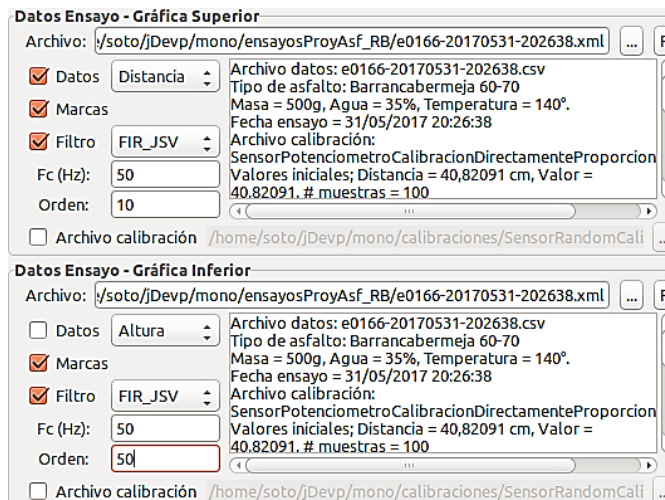 Datos Ensayo - Gráfica Superior
Archivo: /soto/jDevp/mono/ensayosProyAsf_RB/e0166-20170531-202638.xml ...
Datos Distancia
Marcas
Filtro FIR_JSV
Fc (Hz): 50
Orden: 10
Archivo datos: e0166-20170531-202638.csv
Tipo de asfalto: Barrancabermeja 60-70
Masa = 500g, Agua = 35%, Temperatura = 140°.
Fecha ensayo = 31/05/2017 20:26:38
Archivo calibración:
SensorPotenciometroCalibracionDirectamenteProporcion
Valores iniciales; Distancia = 40,82091 cm, Valor =
40,82091, # muestras = 100
Archivo calibración /home/soto/jDevp/mono/calibraciones/SensorRandomCali
Datos Ensayo - Gráfica Inferior
Archivo: /soto/jDevp/mono/ensayosProyAsf_RB/e0166-20170531-202638.xml ...
Datos Altura
Marcas
Filtro FIR_JSV
Fc (Hz): 50
Orden: 50
Archivo datos: e0166-20170531-202638.csv
Tipo de asfalto: Barrancabermeja 60-70
Masa = 500g, Agua = 35%, Temperatura = 140°.
Fecha ensayo = 31/05/2017 20:26:38
Archivo calibración:
SensorPotenciometroCalibracionDirectamenteProporcion
Valores iniciales; Distancia = 40,82091 cm, Valor =
40,82091, # muestras = 100
Archivo calibración /home/soto/jDevp/mono/calibraciones/SensorRandomCali